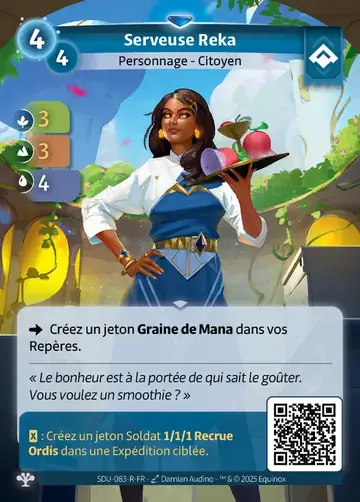 4
4
Serveuse Reka
Personnage - Citoyen
3
3
4
Créez un jeton Graine de Mana dans vos
Repères.
« Le bonheur est à la portée de qui sait le goûter.
Vous voulez un smoothie ? »
X : Créez un jeton Soldat 1/1/1 Recrue
Ordis dans une Expédition ciblée.
SDU-083-R-FR - Damian Audino - ™ & © 2025 Equinox